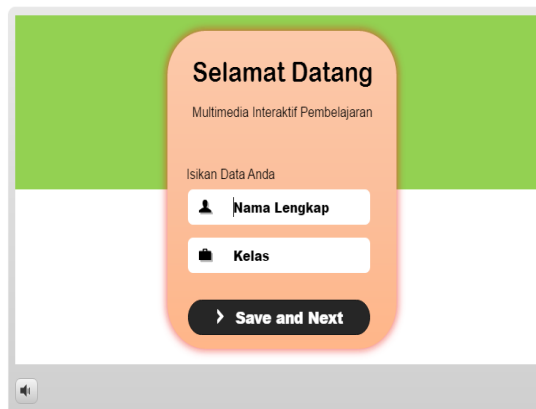 Selamat Datang
Multimedia Interaktif Pembelajaran
Isikan Data Anda
Nama Lengkap
Kelas
Save and Next